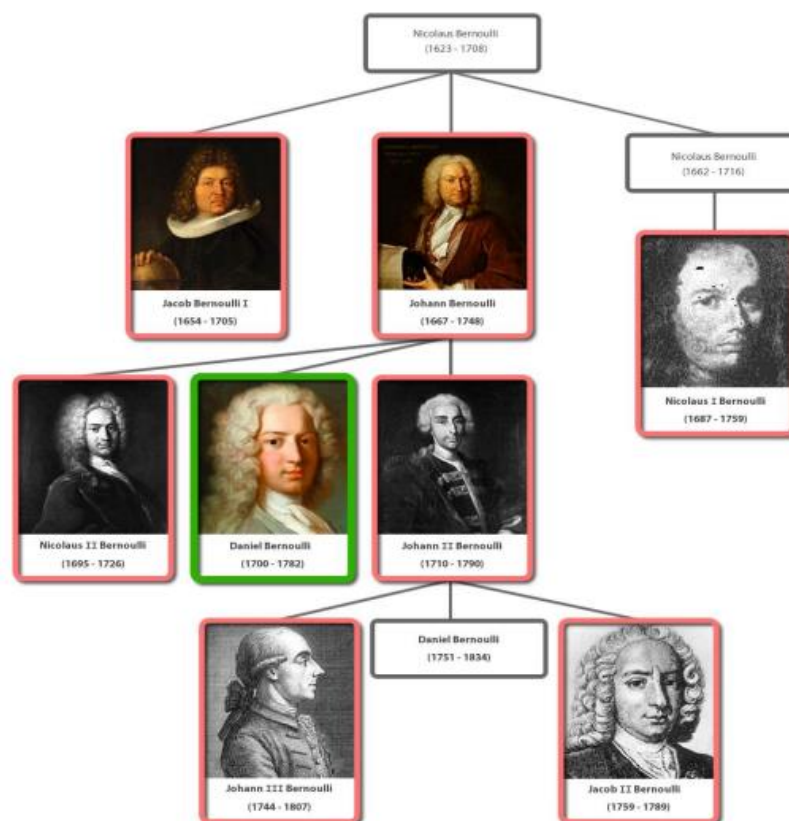 Nicolaus Bernoulli
(1623 - 1708)
Jacob Bernoulli I
(1654 - 1705)
Johann Bernoulli
(1667 - 1748)
Nicolaus Bernoulli
(1662 - 1716)
Nicolaus I Bernoulli
(1687 - 1759)
Nicolaus II Bernoulli
(1695 - 1726)
Daniel Bernoulli
(1700 - 1782)
Johann II Bernoulli
(1710 - 1790)
Johann III Bernoulli
(1744 - 1807)
Daniel Bernoulli
(1751 - 1834)
Jacob II Bernoulli
(1759 - 1789)